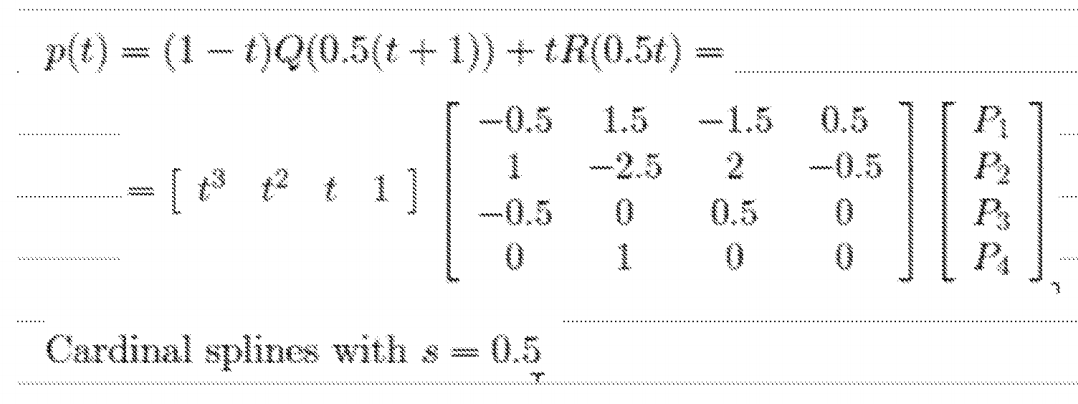 p(t) = (1 − t)Q(0.5(t + 1)) + tR(0.5t) =
= [ t³ t² t 1 ] [ −0.5 1.5 −1.5 0.5 ] [ P₁ ]
1 −2.5 2 −0.5 P₂
−0.5 0 0.5 0 P₃
0 1 0 0 P₄
Cardinal splines with s = 0.5